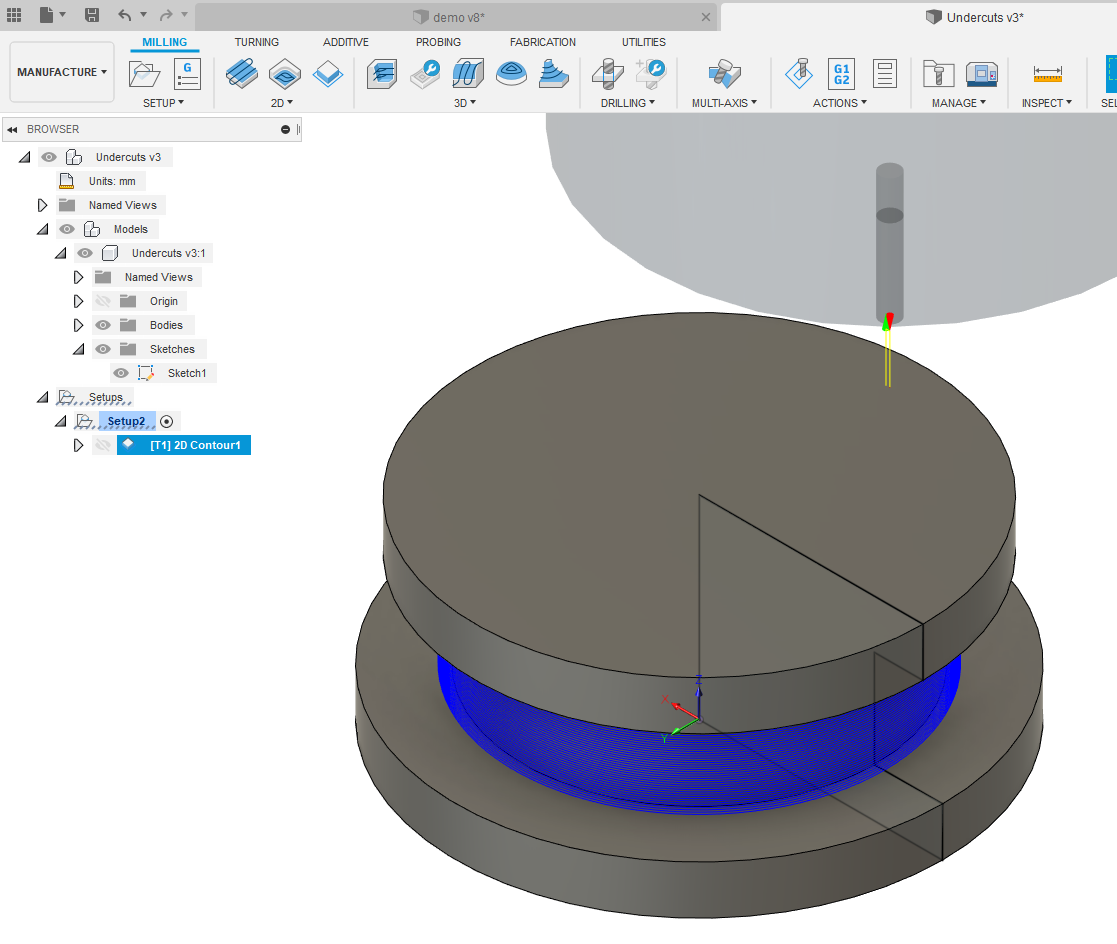 demo v8*
Undercuts v3*
MILLING TURNING ADDITIVE PROBING FABRICATION UTILITIES
MANUFACTURE
G
G1
G2
SETUP 2D 3D DRILLING MULTI-AXIS ACTIONS MANAGE INSPECT SEL
BROWSER
Undercuts v3
Units: mm
Named Views
Models
Undercuts v3:1
Named Views
Origin
Bodies
Sketches
Sketch1
Setups
Setup2
[T1] 2D Contour1
Z
X
Y